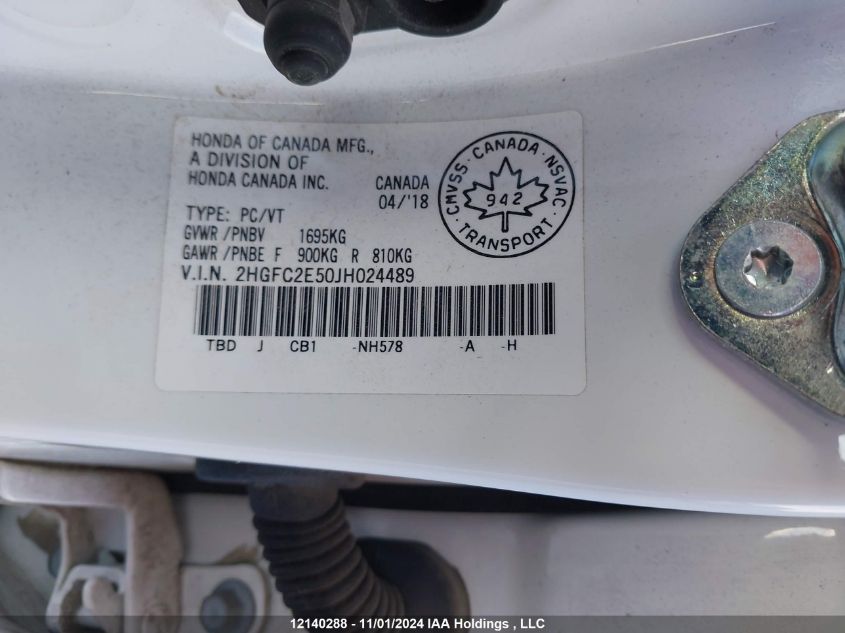 HONDA OF CANADA MFG.,
A DIVISION OF
HONDA CANADA INC.
CANADA
04/'18
TYPE: PC/VT
GVWR /PNBV 1695KG
GAWR /PNBE F 900KG R 810KG
V.I.N. 2HGFC2E50JH024489
TBD J CB1 -NH578 -A -H
CMVSS · CANADA · NSVAC
942
· TRANSPORT ·
12140288 - 11/01/2024 IAA Holdings , LLC